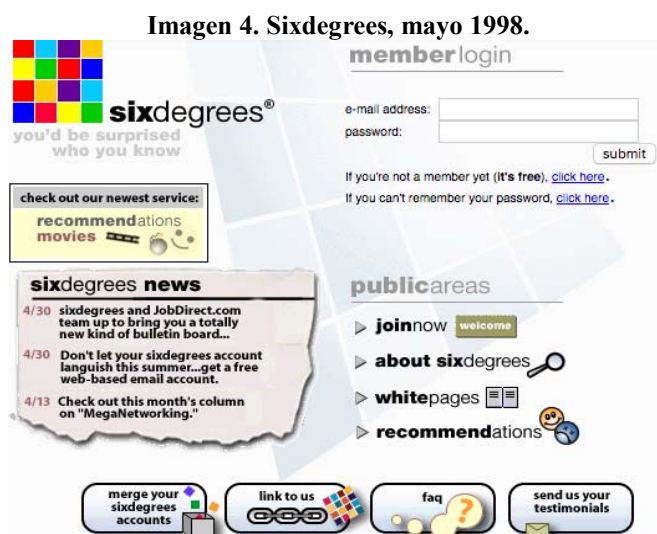 Imagen 4. Sixdegrees, mayo 1998.
sixdegrees®
you'd be surprised
who you know
check out our newest service:
recommendations
movies
sixdegrees news
4/30 sixdegrees and JobDirect.com
team up to bring you a totally
new kind of bulletin board...
4/30 Don't let your sixdegrees account
languish this summer...get a free
web-based email account.
4/13 Check out this month's column
on "MegaNetworking."
memberlogin
e-mail address:
password:
submit
If you're not a member yet (it's free), click here.
If you can't remember your password, click here.
publicareas
joinnow welcome
about sixdegrees
whitepages
recommendations
merge your
sixdegrees
accounts
link to us
faq
send us your
testimonials